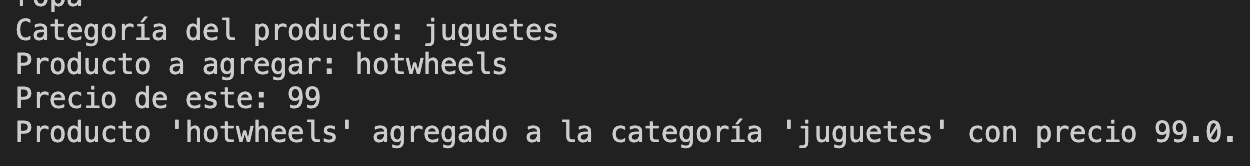 ropa
Categoría del producto: juguetes
Producto a agregar: hotwheels
Precio de este: 99
Producto 'hotwheels' agregado a la categoría 'juguetes' con precio 99.0.